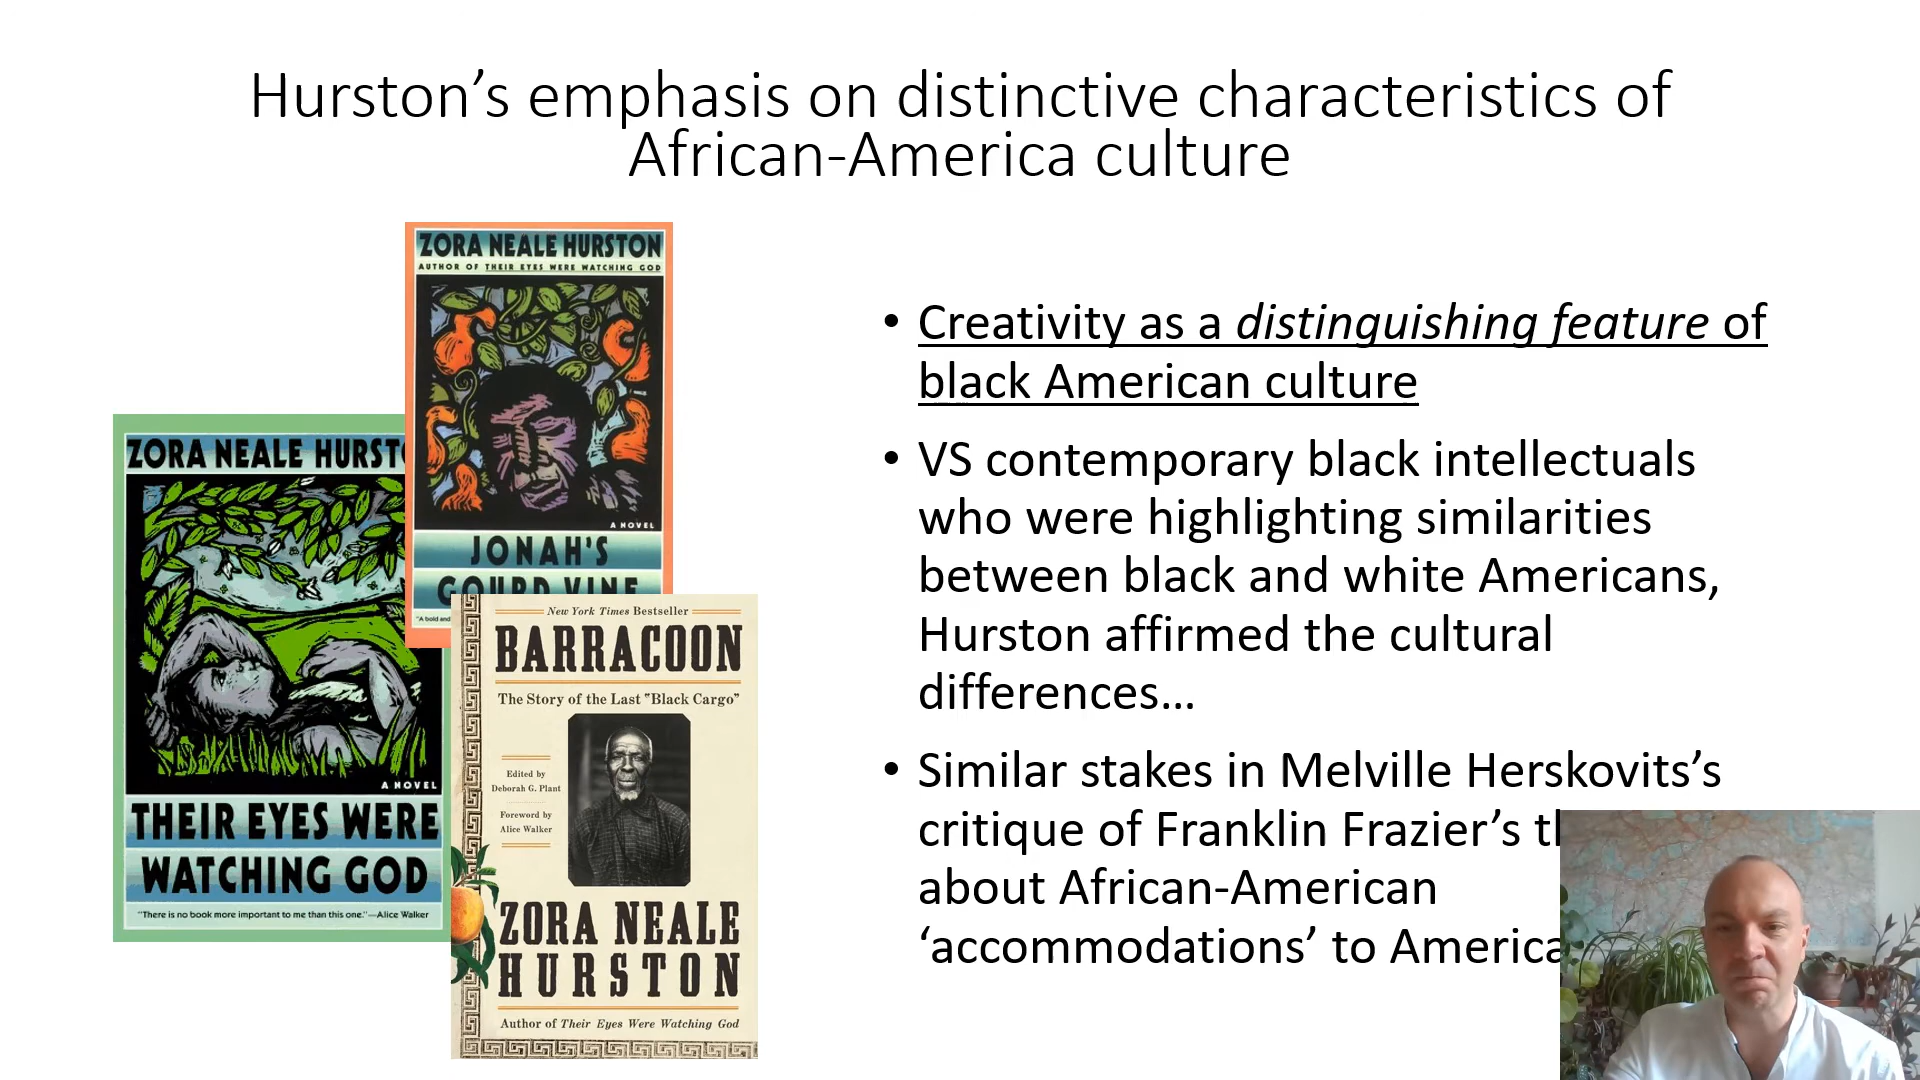 Hurston’s emphasis on distinctive characteristics of
African-America culture
ZORA NEALE HURSTON
AUTHOR OF THEIR EYES WERE WATCHING GOD
A NOVEL
JONAH'S
GOURD VINE
"A bold and
ZORA NEALE HURST
A NOVEL
THEIR EYES WERE
WATCHING GOD
"There is no book more important to me than this one."—Alice Walker
New York Times Bestseller
BARRACOON
The Story of the Last "Black Cargo"
Edited by
Deborah G. Plant
Foreword by
Alice Walker
ZORA NEALE
HURSTON
Author of Their Eyes Were Watching God
• Creativity as a distinguishing feature of
black American culture
• VS contemporary black intellectuals
who were highlighting similarities
between black and white Americans,
Hurston affirmed the cultural
differences…
• Similar stakes in Melville Herskovits’s
critique of Franklin Frazier’s
about African-American
‘accommodations’ to America